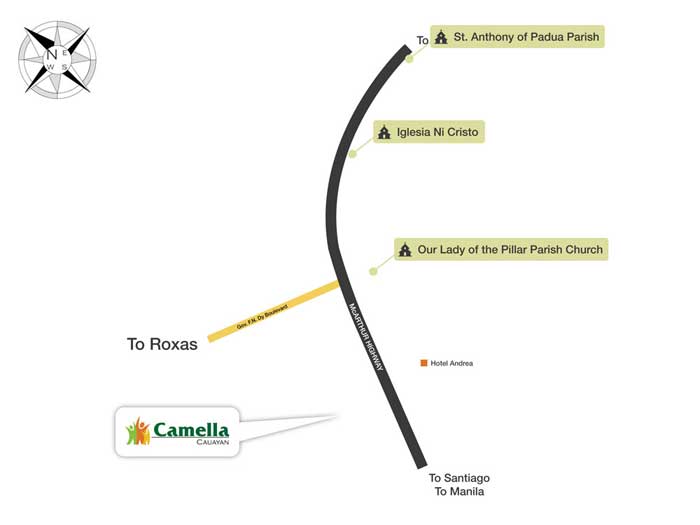 N
E
W
S
To
St. Anthony of Padua Parish
Iglesia Ni Cristo
Our Lady of the Pillar Parish Church
Gov. F.N. Dy Boulevard
McARTHUR HIGHWAY
To Roxas
Hotel Andrea
Camella
CAUAYAN
To Santiago
To Manila